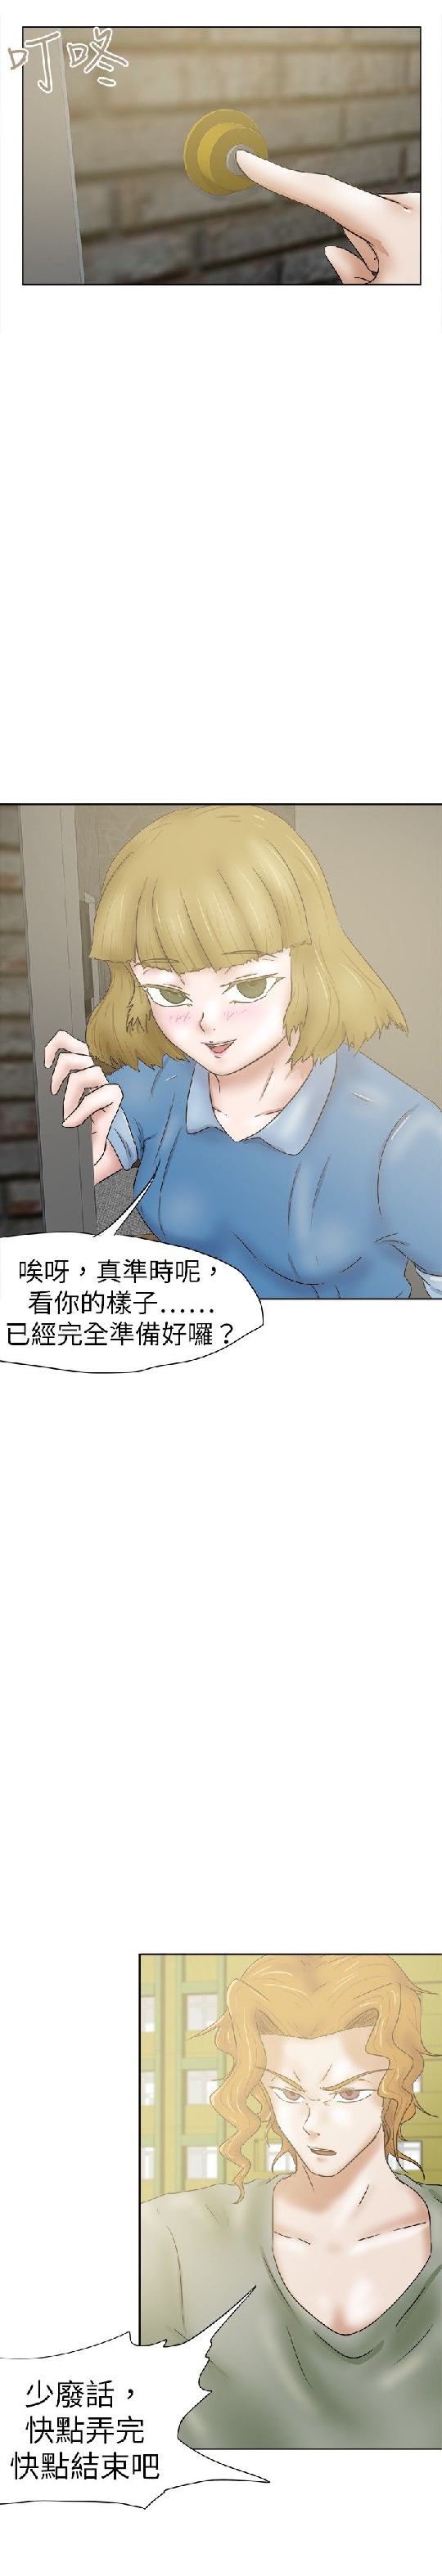 叮咚
唉呀，真準時呢，
看你的樣子……
已經完全準備好囉？
少廢話，
快點弄完
快點結束吧